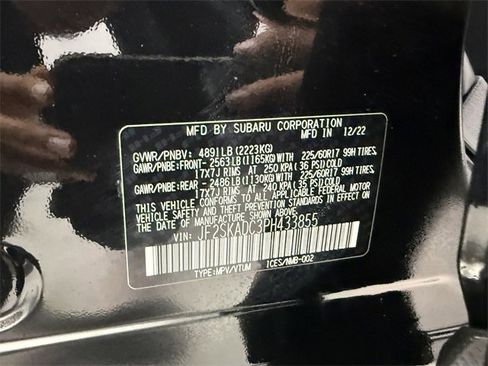 MFD BY SUBARU CORPORATION MFD IN 12/22
GVWR/PNBV: 4891LB(2223KG)
GAWR/PNBE:FRONT- 2563LB(1165KG)WITH 225/60R17 99H TIRES,
17X7J RIMS AT 250 KPA(36 PSI)COLD
GAWR/PNBE:REAR - 2486LB(1130KG)WITH 225/60R17 99H TIRES,
17X7J RIMS AT 240 KPA(35 PSI)COLD
THIS VEHICLE CONFORMS TO ALL APPLICABLE FEDERAL MOTOR
VEHICLE SAFETY AND THEFT PREVENTION STANDARDS IN EFFECT
ON THE DATE OF MANUFACTURE SHOWN ABOVE.
VIN: JF2SKADC3PH433855
TYPE:MPV/VTUM ICES/NMB-002